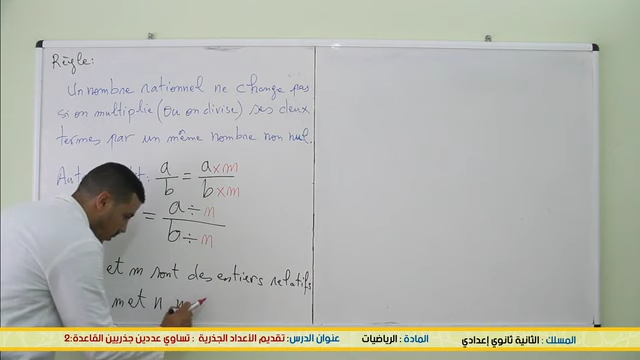 Règle:
Un nombre rationnel ne change pas
si on multiplie (ou on divise) ses deux
termes par un même nombre non nul.
Aut : a/b = a×m/b×m
= a÷n/b÷n
et m sont des entiers relatifs
m et n n
المسلك : الثانية ثانوي إعدادي المادة : الرياضيات عنوان الدرس: تقديم الأعداد الجذرية : تساوي عددين جذريين القاعدة:2